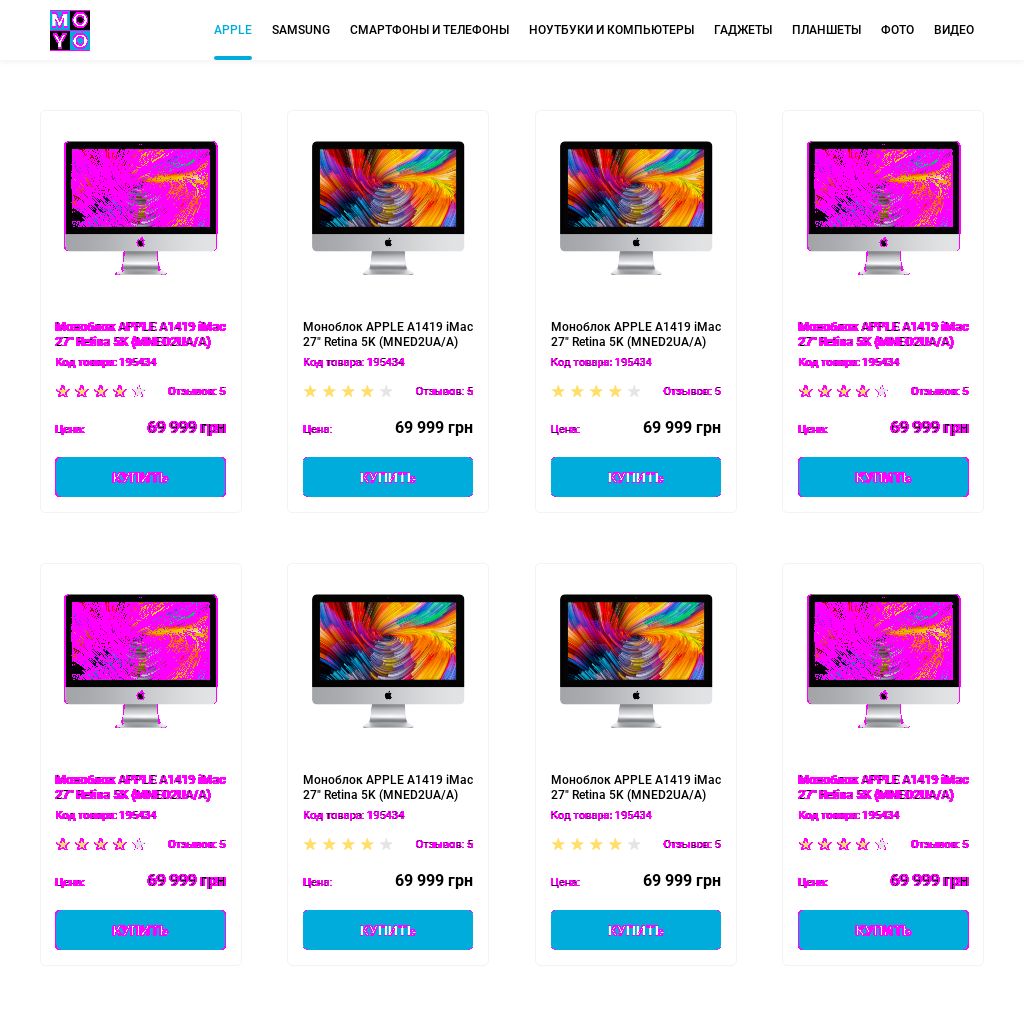 MO
YO
APPLE SAMSUNG СМАРТФОНЫ И ТЕЛЕФОНЫ НОУТБУКИ И КОМПЬЮТЕРЫ ГАДЖЕТЫ ПЛАНШЕТЫ ФОТО ВИДЕО
Моноблок APPLE A1419 iMac
27" Retina 5K (MNED2UA/A)
Код товара: 195434
Отзывов: 5
Цена: 69 999 грн
КУПИТЬ
Моноблок APPLE A1419 iMac
27" Retina 5K (MNED2UA/A)
Код товара: 195434
Отзывов: 5
Цена: 69 999 грн
КУПИТЬ
Моноблок APPLE A1419 iMac
27" Retina 5K (MNED2UA/A)
Код товара: 195434
Отзывов: 5
Цена: 69 999 грн
КУПИТЬ
Моноблок APPLE A1419 iMac
27" Retina 5K (MNED2UA/A)
Код товара: 195434
Отзывов: 5
Цена: 69 999 грн
КУПИТЬ
Моноблок APPLE A1419 iMac
27" Retina 5K (MNED2UA/A)
Код товара: 195434
Отзывов: 5
Цена: 69 999 грн
КУПИТЬ
Моноблок APPLE A1419 iMac
27" Retina 5K (MNED2UA/A)
Код товара: 195434
Отзывов: 5
Цена: 69 999 грн
КУПИТЬ
Моноблок APPLE A1419 iMac
27" Retina 5K (MNED2UA/A)
Код товара: 195434
Отзывов: 5
Цена: 69 999 грн
КУПИТЬ
Моноблок APPLE A1419 iMac
27" Retina 5K (MNED2UA/A)
Код товара: 195434
Отзывов: 5
Цена: 69 999 грн
КУПИТЬ